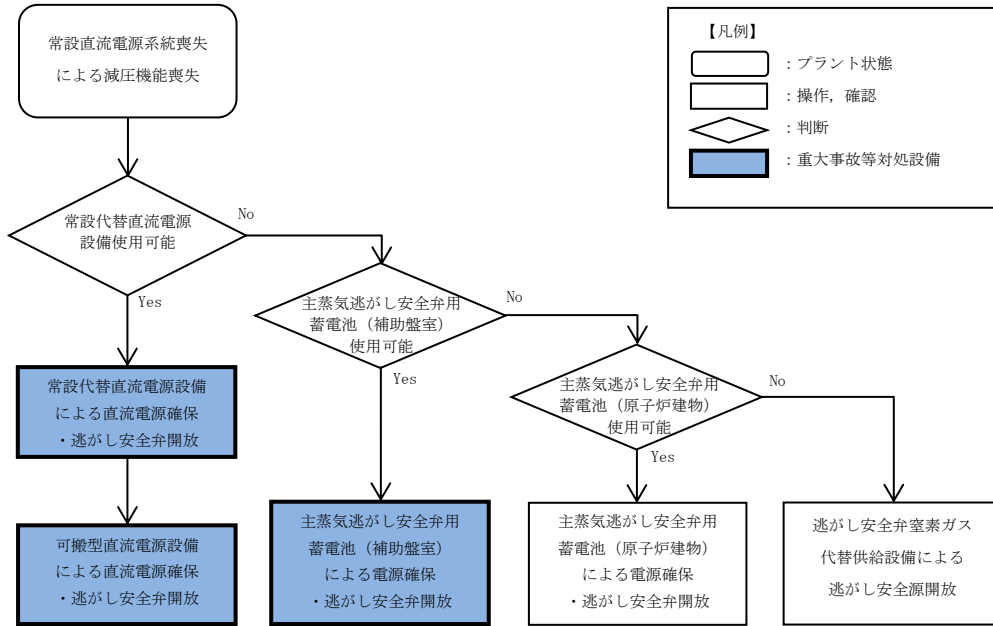 常設直流電源系統喪失
による減圧機能喪失
【凡例】
：プラント状態
：操作，確認
：判断
：重大事故等対処設備
常設代替直流電源
設備使用可能
No
Yes
主蒸気逃がし安全弁用
蓄電池（補助盤室）
使用可能
No
Yes
主蒸気逃がし安全弁用
蓄電池（原子炉建物）
使用可能
No
Yes
常設代替直流電源設備
による直流電源確保
・逃がし安全弁開放
可搬型直流電源設備
による直流電源確保
・逃がし安全弁開放
主蒸気逃がし安全弁用
蓄電池（補助盤室）
による電源確保
・逃がし安全弁開放
主蒸気逃がし安全弁用
蓄電池（原子炉建物）
による電源確保
・逃がし安全弁開放
逃がし安全弁窒素ガス
代替供給設備による
逃がし安全源開放